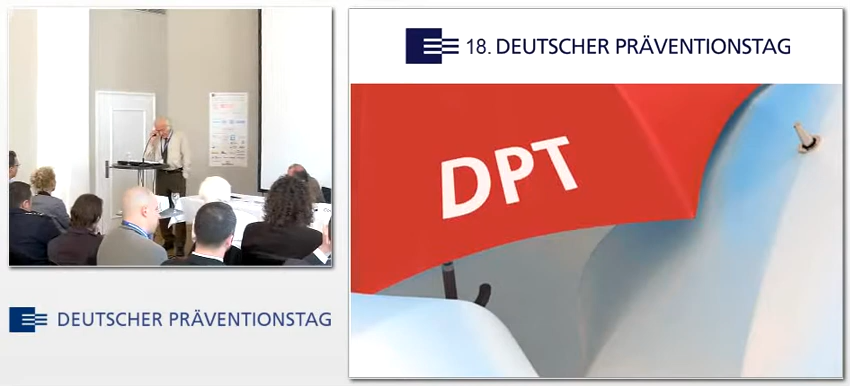 DEUTSCHER PRÄVENTIONSTAG
18. DEUTSCHER PRÄVENTIONSTAG
DPT